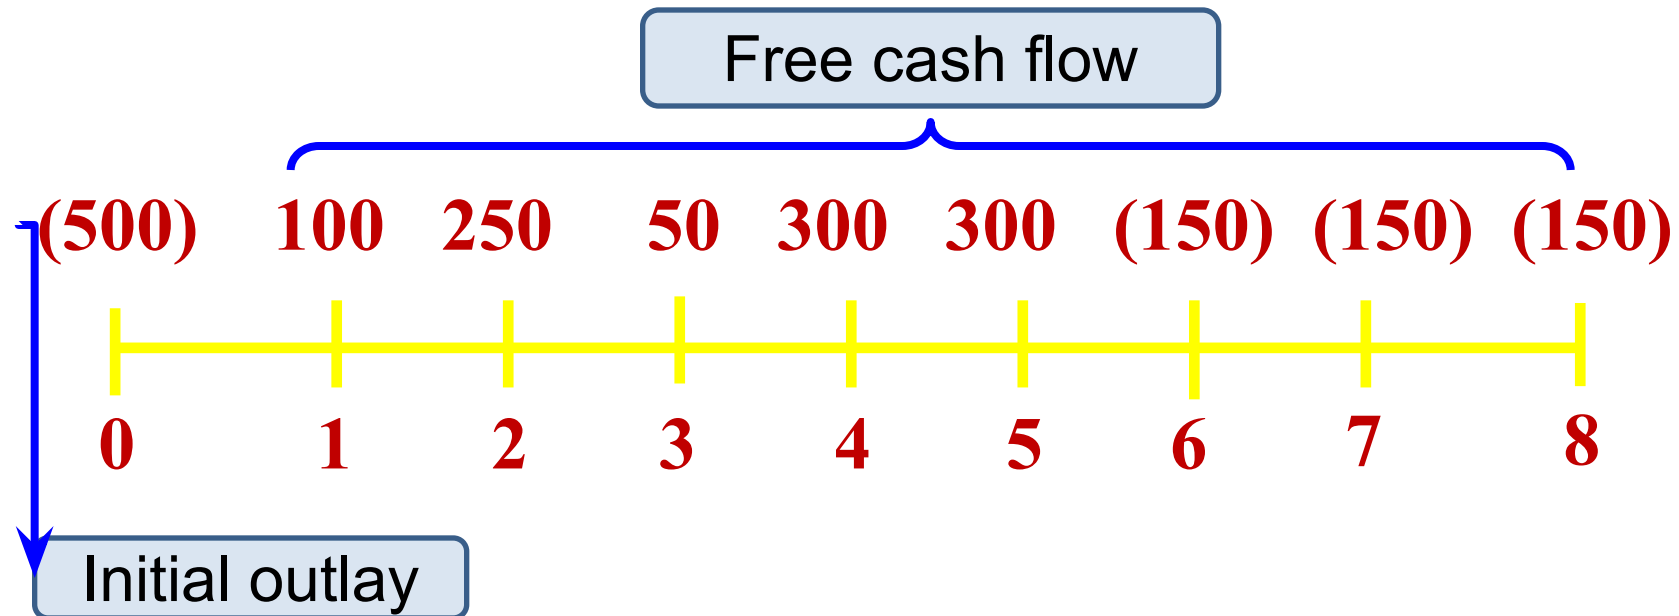 Free cash flow
(500) 100 250 50 300 300 (150) (150) (150)
0 1 2 3 4 5 6 7 8
Initial outlay